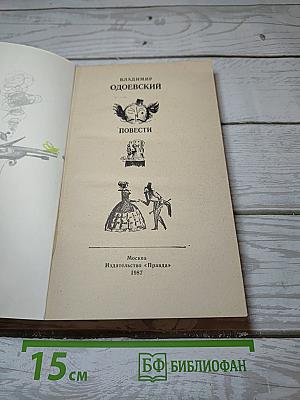 ВЛАДИМИР
ОДОЕВСКИЙ
ПОВЕСТИ
Москва
Издательство «Правда»
1987
15 см
БФ БИБЛИОФАН